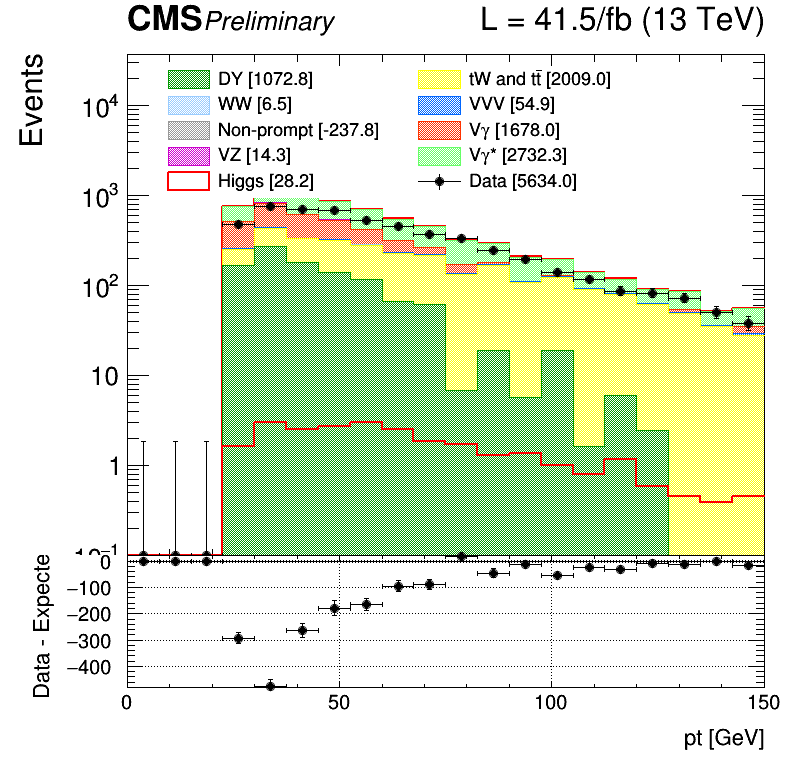 CMS Preliminary L = 41.5/fb (13 TeV)
Events
DY [1072.8] tW and tt̄ [2009.0]
WW [6.5] VVV [54.9]
Non-prompt [-237.8] Vγ [1678.0]
VZ [14.3] Vγ* [2732.3]
Higgs [28.2] Data [5634.0]
10⁴
10³
10²
10
1
Data - Expecte
0
−100
−200
−300
−400
0 50 100 150
pt [GeV]